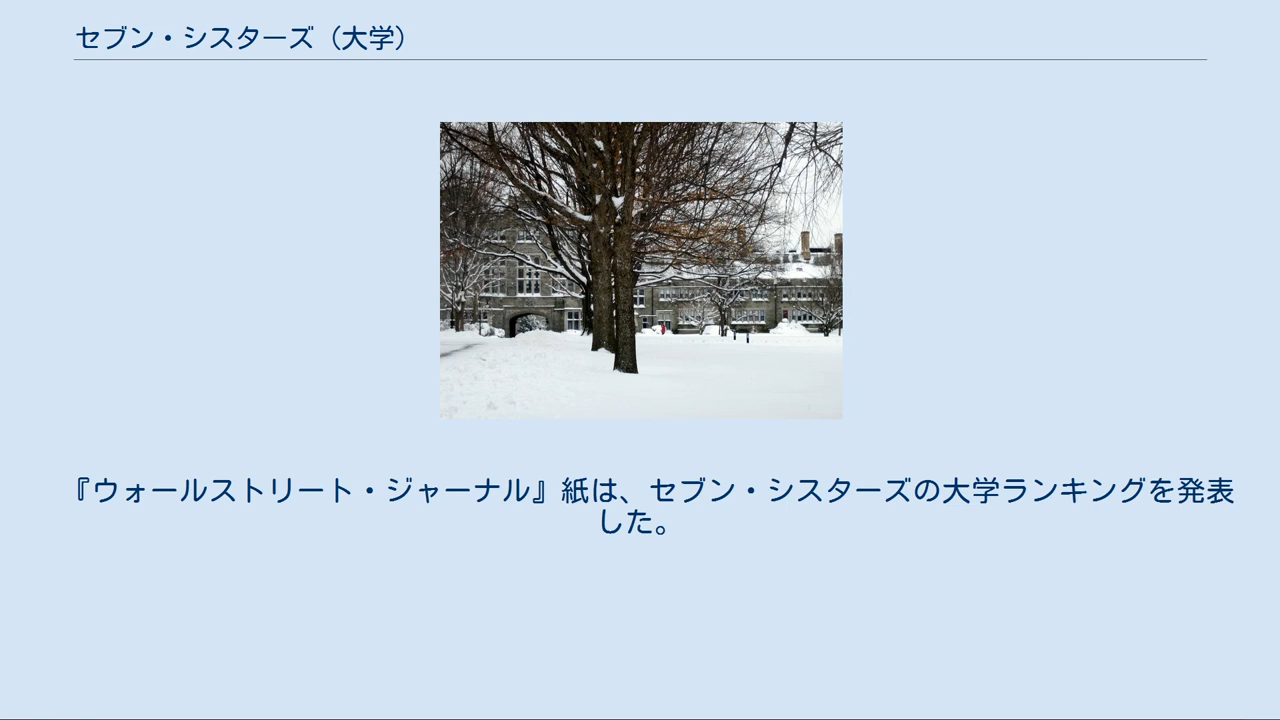 セブン・シスターズ（大学）
『ウォールストリート・ジャーナル』紙は、セブン・シスターズの大学ランキングを発表
した。